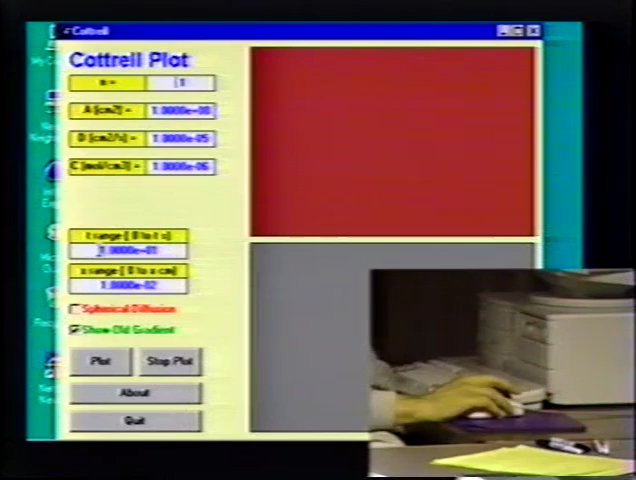 Cottrell
Cottrell Plot
n = 1
A [cm2] = 1.0000e+00
D [cm2/s] = 1.0000e-05
C [mol/cm3] = 1.0000e-06
t range [ 0 to t s]
1.0000e-01
x range [ 0 to x cm]
1.0000e-02
Spherical Diffusion
Show Old Gradient
Plot Stop Plot
About
Quit